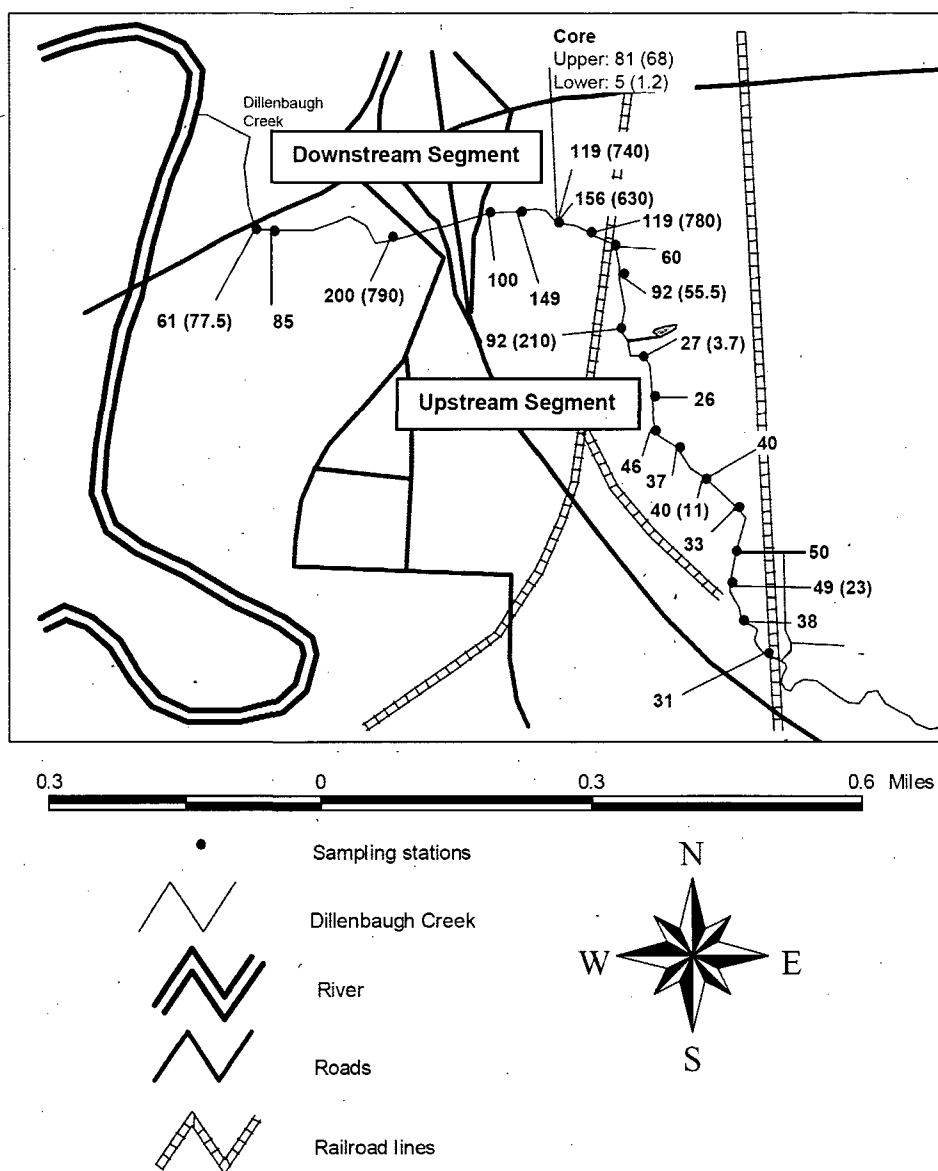 Core
Upper: 81 (68)
Lower: 5 (1.2)
Dillenbaugh
Creek
Downstream Segment
119 (740)
156 (630)
119 (780)
60
92 (55.5)
100
149
200 (790)
61 (77.5)
85
92 (210)
27 (3.7)
Upstream Segment
26
46
37
40
40 (11)
33
50
49 (23)
38
31
0.3 0 0.3 0.6 Miles
Sampling stations
Dillenbaugh Creek
River
Roads
Railroad lines
N
W E
S